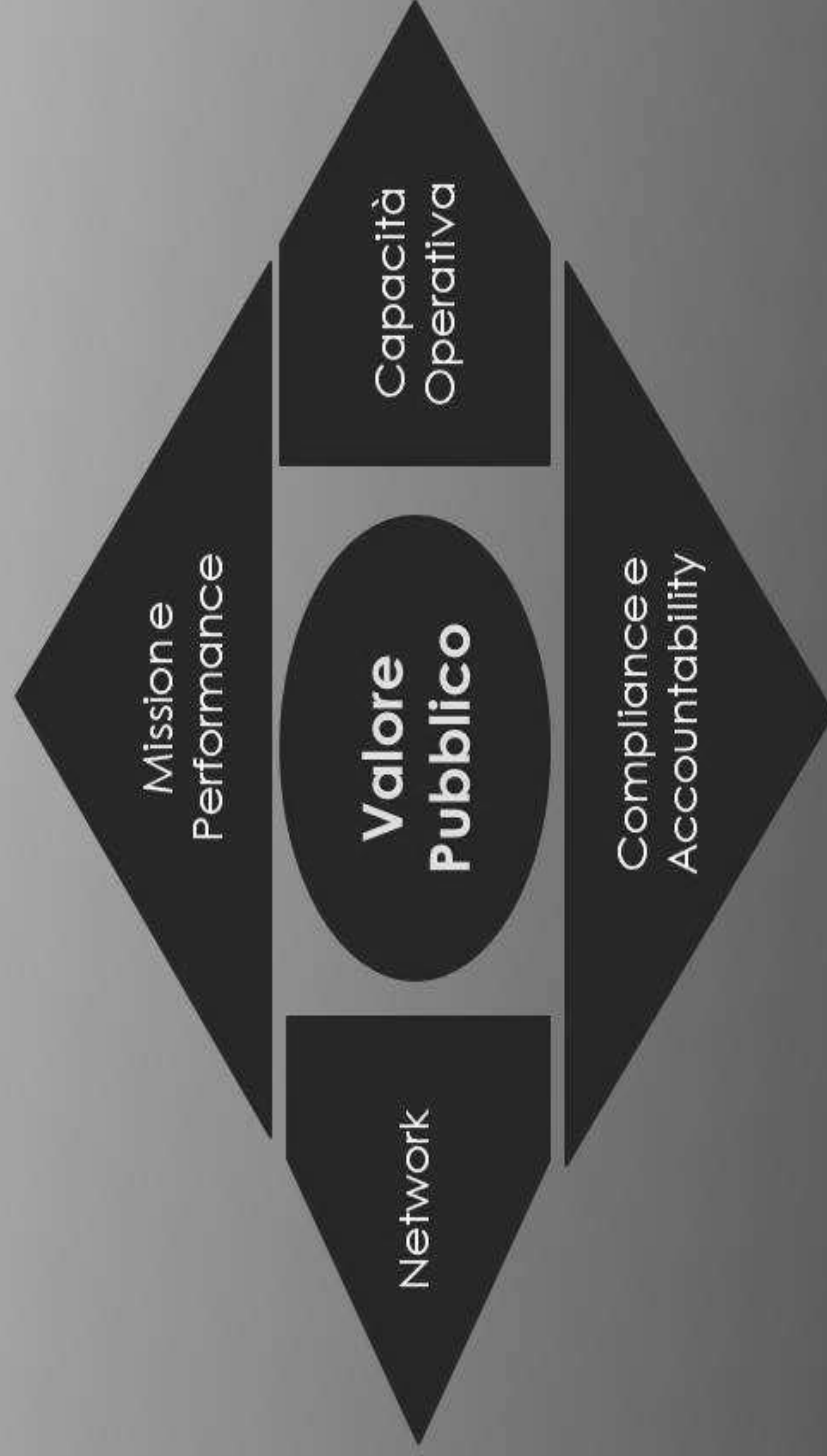 Mission e
Performance
Network
Valore
Pubblico
Capacità
Operativa
Compliance e
Accountability